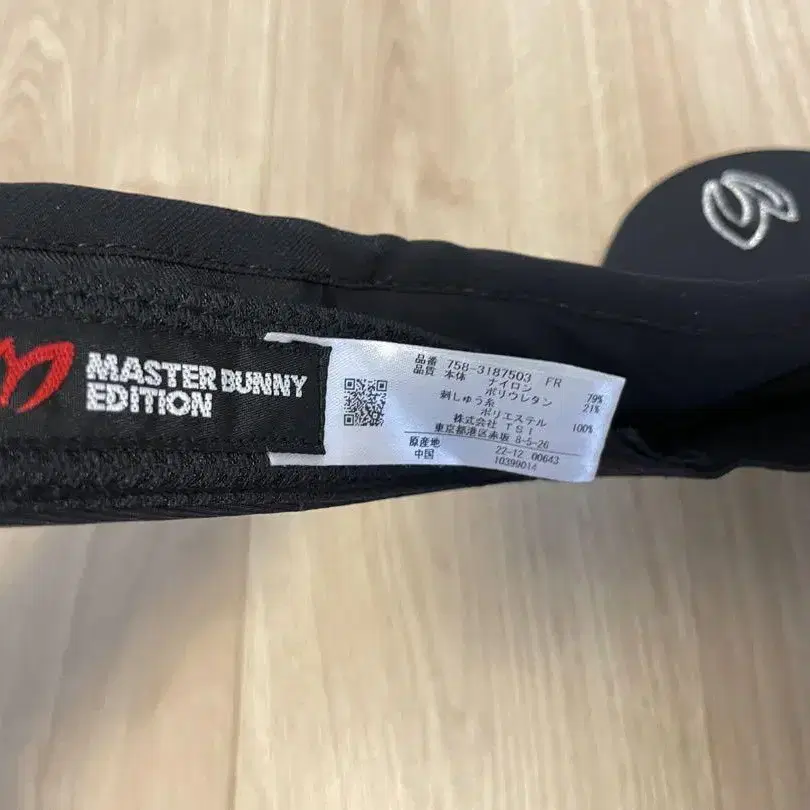 MASTER BUNNY
EDITION
品番 758-3187503 FR
品質 本体 ナイロン 79%
ポリウレタン 21%
刺しゅう糸
ポリエステル 100%
株式会社 TSI
東京都港区赤坂 8-5-26
原産地 22-12 00643
中国 10399014